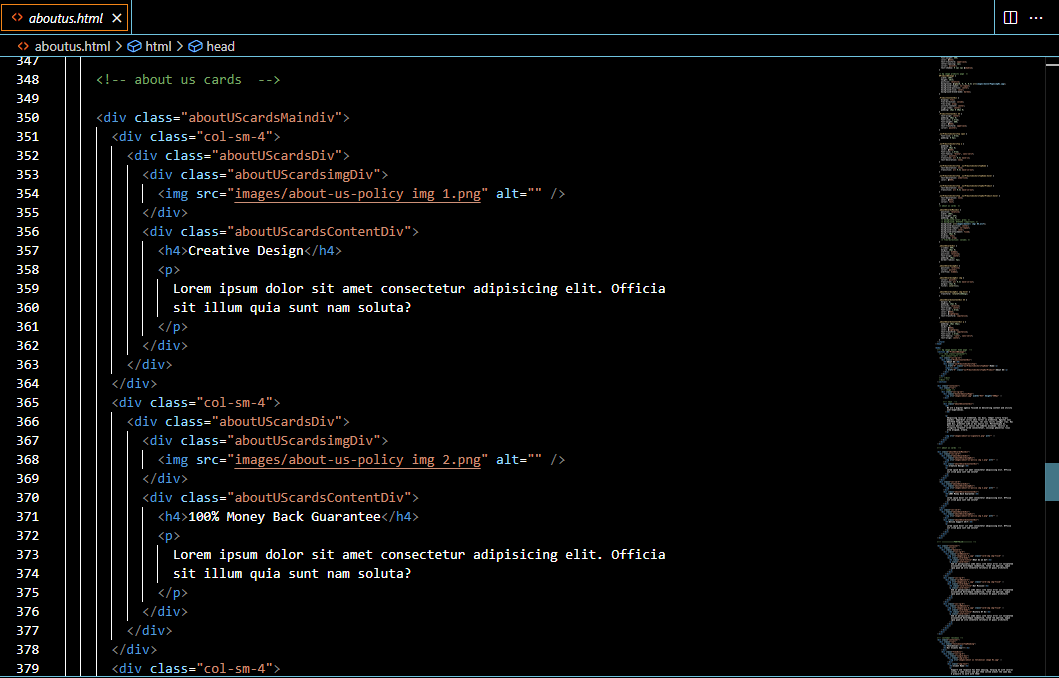 aboutus.html
aboutus.html > html > head
347
348 <!-- about us cards  -->
349
350 <div class="aboutUScardsMaindiv">
351 <div class="col-sm-4">
352 <div class="aboutUScardsDiv">
353 <div class="aboutUScardsimgDiv">
354 <img src="images/about-us-policy img 1.png" alt="" />
355 </div>
356 <div class="aboutUScardsContentDiv">
357 <h4>Creative Design</h4>
358 <p>
359 Lorem ipsum dolor sit amet consectetur adipisicing elit. Officia
360 sit illum quia sunt nam soluta?
361 </p>
362 </div>
363 </div>
364 </div>
365 <div class="col-sm-4">
366 <div class="aboutUScardsDiv">
367 <div class="aboutUScardsimgDiv">
368 <img src="images/about-us-policy img 2.png" alt="" />
369 </div>
370 <div class="aboutUScardsContentDiv">
371 <h4>100% Money Back Guarantee</h4>
372 <p>
373 Lorem ipsum dolor sit amet consectetur adipisicing elit. Officia
374 sit illum quia sunt nam soluta?
375 </p>
376 </div>
377 </div>
378 </div>
379 <div class="col-sm-4">